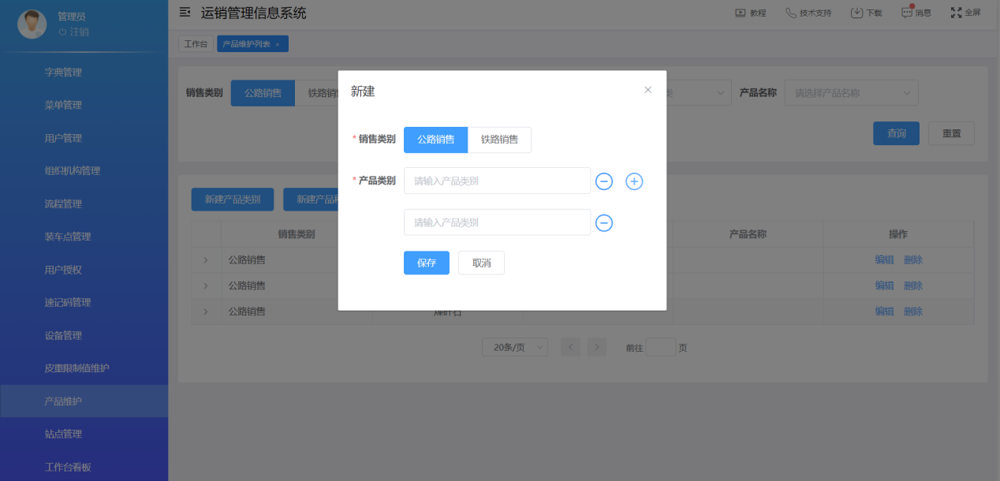 管理员
注销
字典管理
菜单管理
用户管理
组织机构管理
流程管理
装车点管理
用户授权
速记码管理
设备管理
皮重限制值维护
产品维护
站点管理
工作台看板
运销管理信息系统
教程 技术支持 下载 消息 全屏
工作台 产品维护列表 ×
销售类别 公路销售 铁路销 类 产品名称 请选择产品名称
查询 重置
新建产品类别 新建产品
销售类别 产品名称 操作
公路销售 编辑 删除
公路销售 编辑 删除
公路销售 煤矸石 编辑 删除
20条/页 前往 页
新建
* 销售类别 公路销售 铁路销售
* 产品类别 请输入产品类别
请输入产品类别
保存 取消